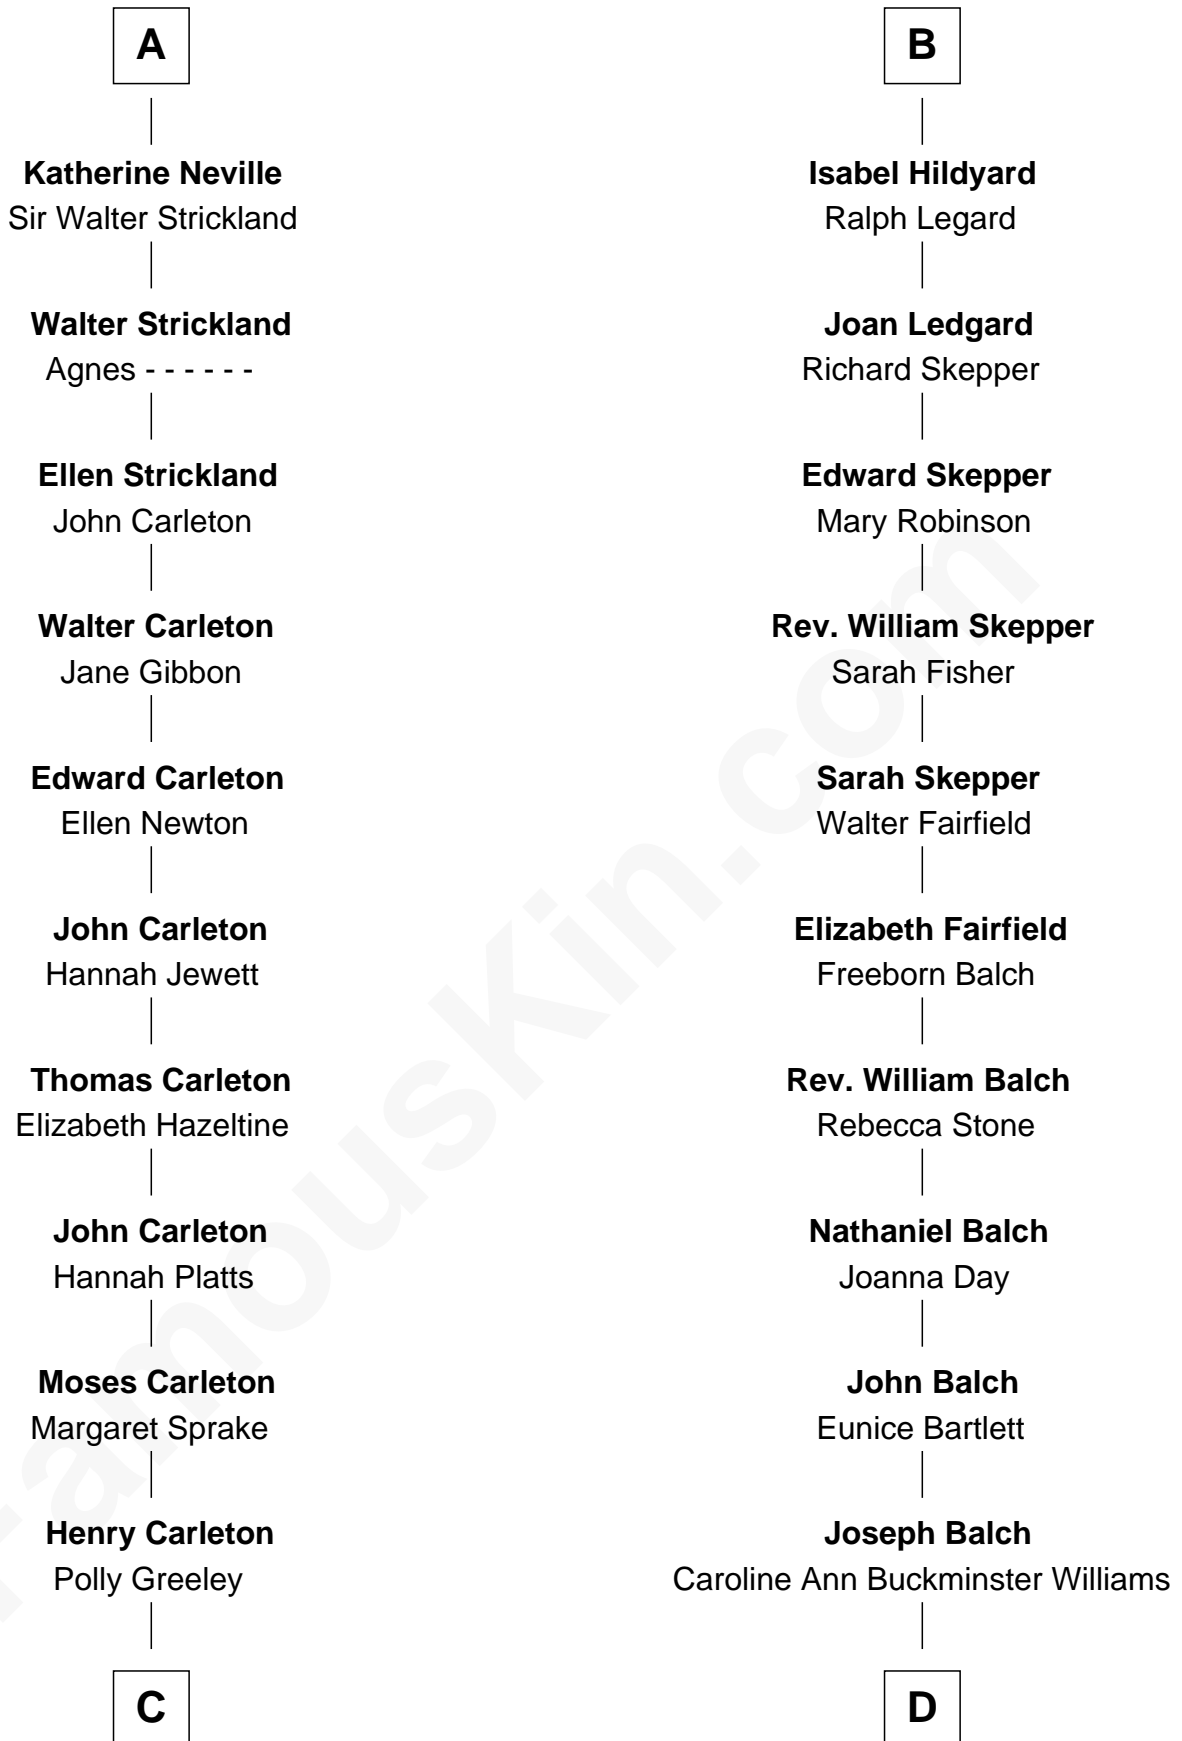 A
Katherine Neville
Sir Walter Strickland
Walter Strickland
Agnes - - - - - -
Ellen Strickland
John Carleton
Walter Carleton
Jane Gibbon
Edward Carleton
Ellen Newton
John Carleton
Hannah Jewett
Thomas Carleton
Elizabeth Hazeltine
John Carleton
Hannah Platts
Moses Carleton
Margaret Sprake
Henry Carleton
Polly Greeley
C
B
Isabel Hildyard
Ralph Legard
Joan Ledgard
Richard Skepper
Edward Skepper
Mary Robinson
Rev. William Skepper
Sarah Fisher
Sarah Skepper
Walter Fairfield
Elizabeth Fairfield
Freeborn Balch
Rev. William Balch
Rebecca Stone
Nathaniel Balch
Joanna Day
John Balch
Eunice Bartlett
Joseph Balch
Caroline Ann Buckminster Williams
D
FamousKin.com